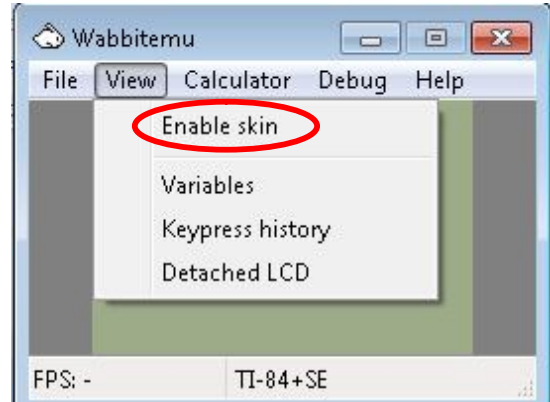 Wabbitemu
File View Calculator Debug Help
Enable skin
Variables
Keypress history
Detached LCD
FPS: - TI-84+SE